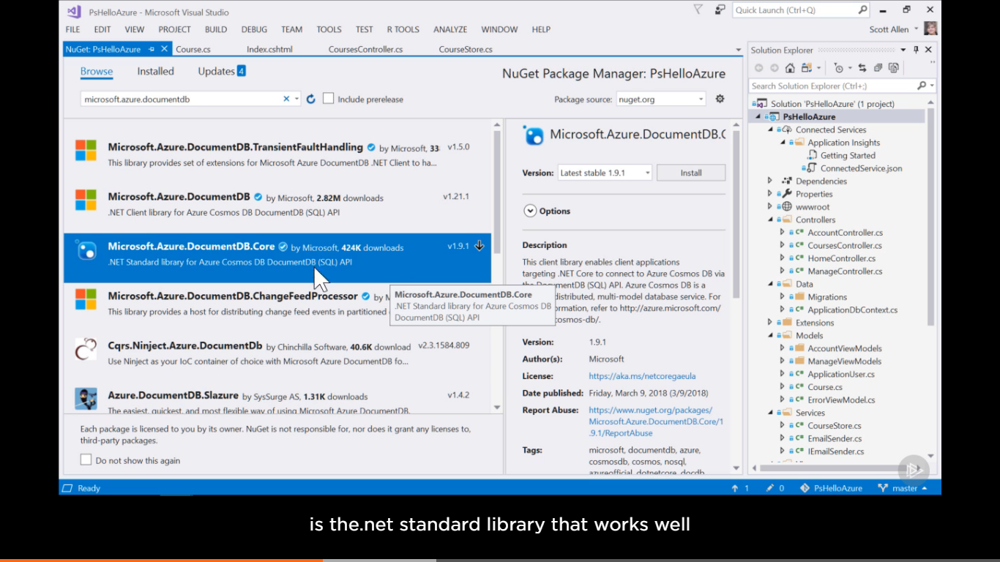 PsHelloAzure - Microsoft Visual Studio
Quick Launch (Ctrl+Q)
FILE EDIT VIEW PROJECT BUILD DEBUG TEAM TOOLS TEST R TOOLS ANALYZE WINDOW HELP
Scott Allen
NuGet: PsHelloAzure Course.cs Index.cshtml CoursesController.cs CourseStore.cs
Browse Installed Updates 4
NuGet Package Manager: PsHelloAzure
microsoft.azure.documentdb
Include prerelease
Package source: nuget.org
Microsoft.Azure.DocumentDB.TransientFaultHandling by Microsoft, 33 v1.5.0
This library provides set of extensions for Microsoft Azure DocumentDB .NET Client to ha...
Microsoft.Azure.DocumentDB by Microsoft, 2.82M downloads v1.21.1
.NET Client library for Azure Cosmos DB DocumentDB (SQL) API
Microsoft.Azure.DocumentDB.Core by Microsoft, 424K downloads v1.9.1
.NET Standard library for Azure Cosmos DB DocumentDB (SQL) API
Microsoft.Azure.DocumentDB.ChangeFeedProcessor by M
This library provides a host for distributing change feed events in partitioned
Microsoft.Azure.DocumentDB.Core
.NET Standard library for Azure Cosmos DB
DocumentDB (SQL) API
Cqrs.Ninject.Azure.DocumentDb by Chinchilla Software, 40.6K download v2.3.1584.809
Use Ninject as your IoC container of choice with Microsoft Azure DocumentDB fo...
Azure.DocumentDB.Slazure by SysSurge AS, 1.31K downloads v1.4.2
The easiest, quickest, and most flexible way of using Microsoft Azure DocumentDB.
Each package is licensed to you by its owner. NuGet is not responsible for, nor does it grant any licenses to,
third-party packages.
Do not show this again
Microsoft.Azure.DocumentDB.C
Version: Latest stable 1.9.1 Install
Options
Description
This client library enables client applications
targeting .NET Core to connect to Azure Cosmos DB via
the DocumentDB (SQL) API. Azure Cosmos DB is a
distributed, multi-model database service. For
refer to http://azure.microsoft.com/
cosmos-db/.
Version: 1.9.1
Author(s): Microsoft
License: https://aka.ms/netcoregaeula
Date published: Friday, March 9, 2018 (3/9/2018)
Report Abuse: https://www.nuget.org/packages/
Microsoft.Azure.DocumentDB.Core/1
.9.1/ReportAbuse
Tags: microsoft, documentdb, azure,
cosmosdb, cosmos, nosql,
azureofficial, dotnetcore, docdb
Solution Explorer
Search Solution Explorer (Ctrl+;)
Solution 'PsHelloAzure' (1 project)
PsHelloAzure
Connected Services
Application Insights
Getting Started
ConnectedService.json
Dependencies
Properties
wwwroot
Controllers
AccountController.cs
CoursesController.cs
HomeController.cs
ManageController.cs
Data
Migrations
ApplicationDbContext.cs
Extensions
Models
AccountViewModels
ManageViewModels
ApplicationUser.cs
Course.cs
ErrorViewModel.cs
Services
CourseStore.cs
EmailSender.cs
IEmailSender.cs
Ready
1 0 PsHelloAzure master
is the.net standard library that works well